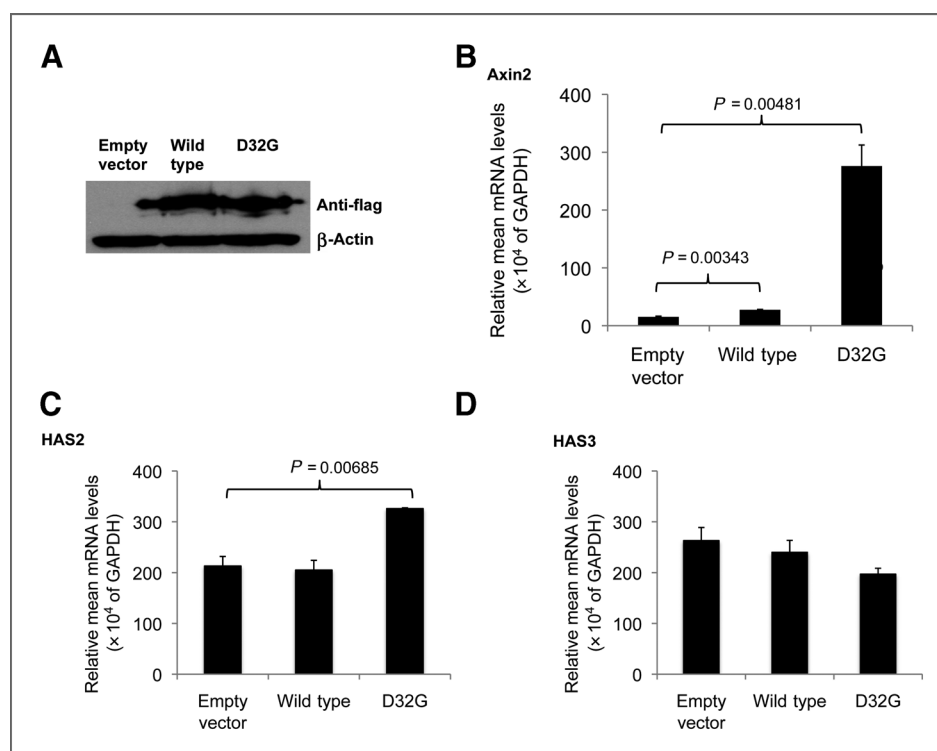 A
Empty vector
Wild type
D32G
Anti-flag
β-Actin
B
Axin2
Relative mean mRNA levels
(×10⁴ of GAPDH)
400
300
200
100
0
P = 0.00481
P = 0.00343
Empty vector
Wild type
D32G
C
HAS2
Relative mean mRNA levels
(×10⁴ of GAPDH)
400
300
200
100
0
P = 0.00685
Empty vector
Wild type
D32G
D
HAS3
Relative mean mRNA levels
(×10⁴ of GAPDH)
400
300
200
100
0
Empty vector
Wild type
D32G